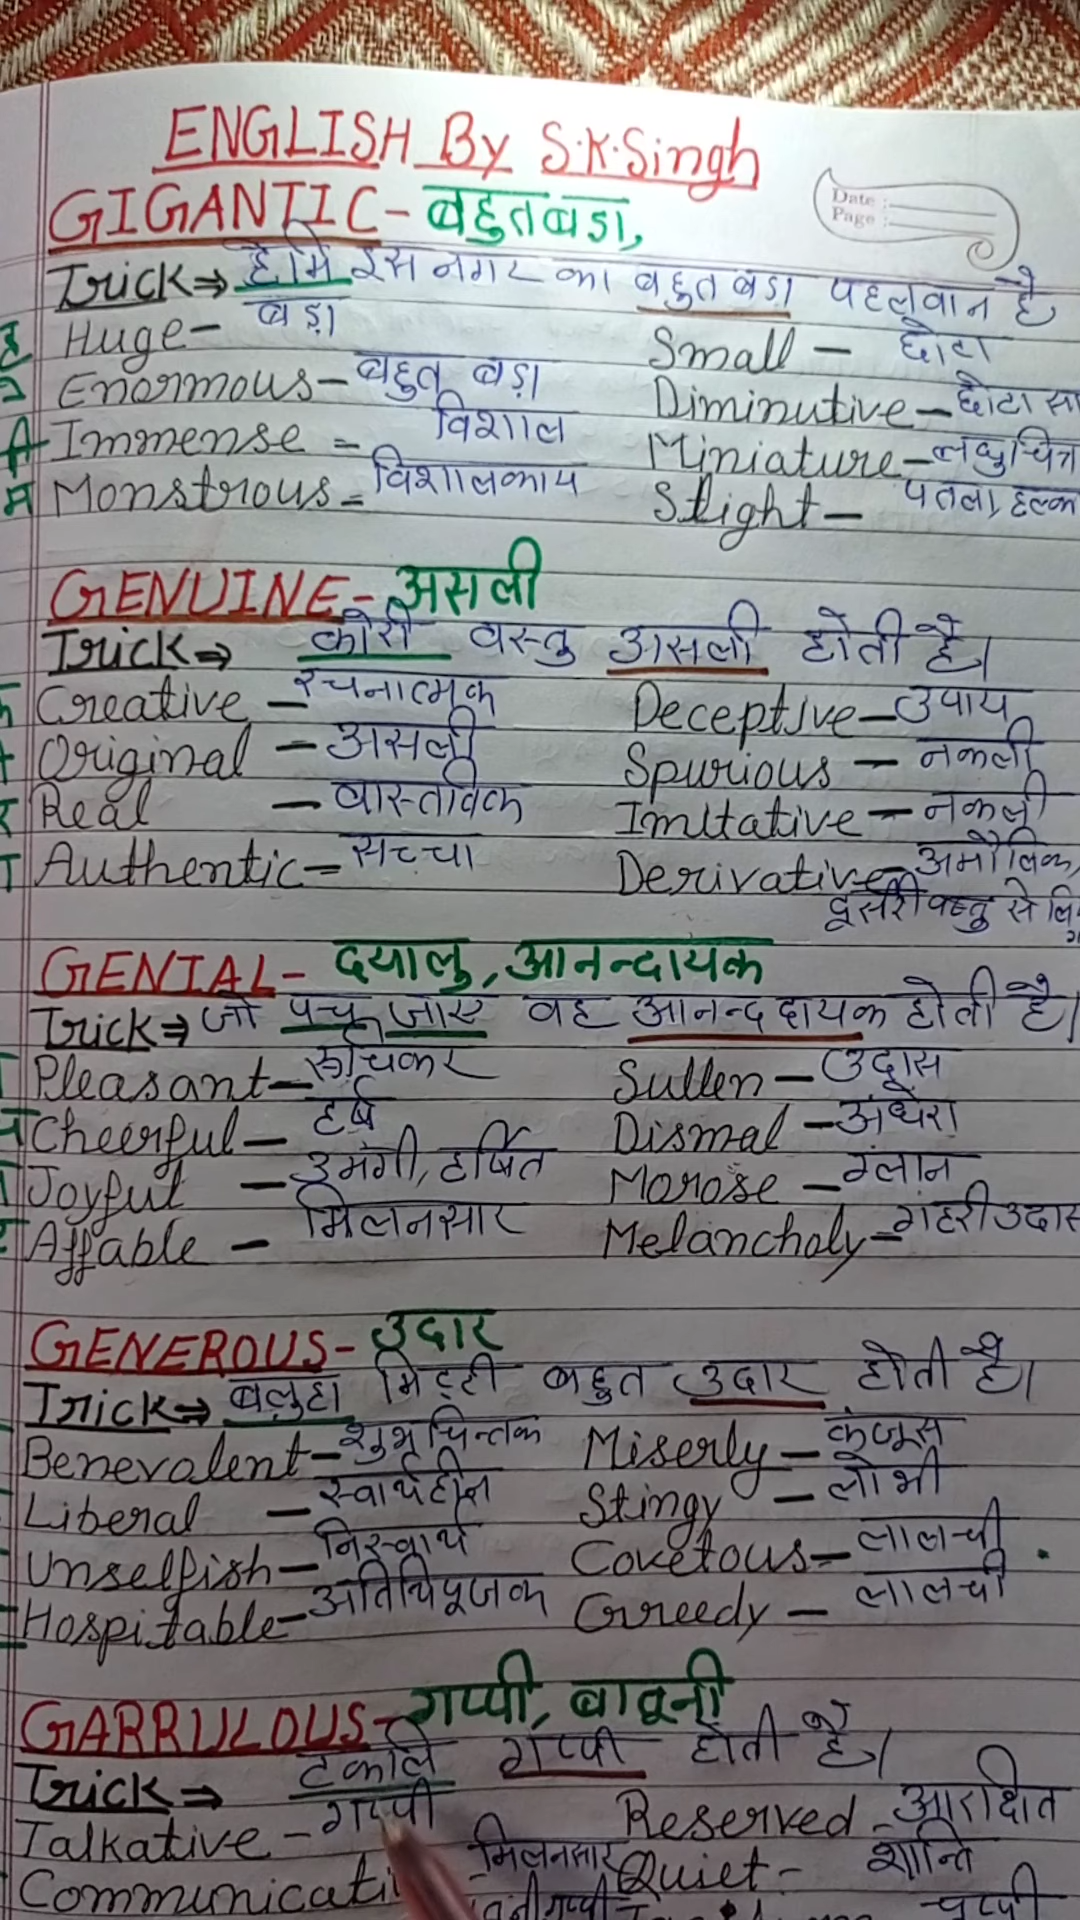 ENGLISH By S.K.Singh
Date :
Page :
GIGANTIC - बहुत बड़ा,
Trick ⇒ हेमि इस नगर का बहुत बड़ा पहलवान है
Huge - बड़ा Small - छोटा
Enormous - बहुत बड़ा Diminutive - छोटा सा
Immense = विशाल Miniature - लघुचित्र
Monstrous = विशालकाय Slight - पतला, हल्क
GENUINE - असली
Trick ⇒ कोरी वस्तु असली होती है।
Creative - रचनात्मक Deceptive - उपाय
Original - असली Spurious - नकली
Real - वास्तविक Imitative - नकली
Authentic = सच्चा Derivative - अमौलिक,
दूसरी वस्तु से लि
GENIAL - दयालु, आनन्दायक
Trick ⇒ जो पच जाए वह आनन्द दायक होती है।
Pleasant - रूचिकर Sullen - उदास
Cheerful - हर्ष Dismal - अंधेरा
Joyful - उमंगी, हर्षित Morose - ग्लान
Affable - मिलनसार Melancholy = गहरी उदास
GENEROUS - उदार
Trick ⇒ बलुहा मिट्टी बहुत उदार होती है।
Benevalent - शुभ चिन्तक Miserly - कंजूस
Liberal - स्वार्थहीन Stingy - लोभी
Unselfish - निस्वार्थ Covetous - लालची
Hospitable - अतिथिपूजक Greedy - लालची
GARRULOUS - गप्पी, बातूनी
Trick ⇒ टकलि गप्पी होती है।
Talkative - गप्पी Reserved - आरक्षित
Communicati मिलनसार Quiet - शान्ति
चुप्पी